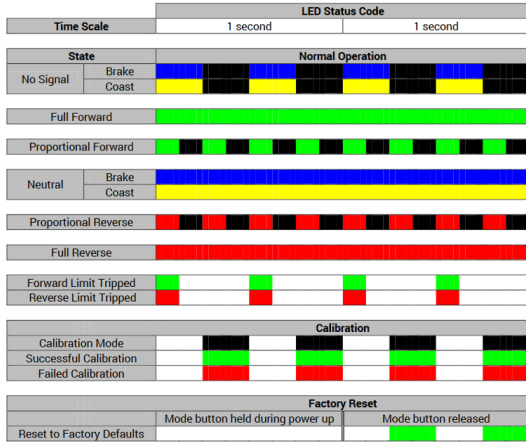 LED Status Code
Time Scale 1 second 1 second
State Normal Operation
No Signal Brake
Coast
Full Forward
Proportional Forward
Neutral Brake
Coast
Proportional Reverse
Full Reverse
Forward Limit Tripped
Reverse Limit Tripped
Calibration
Calibration Mode
Successful Calibration
Failed Calibration
Factory Reset
Mode button held during power up Mode button released
Reset to Factory Defaults